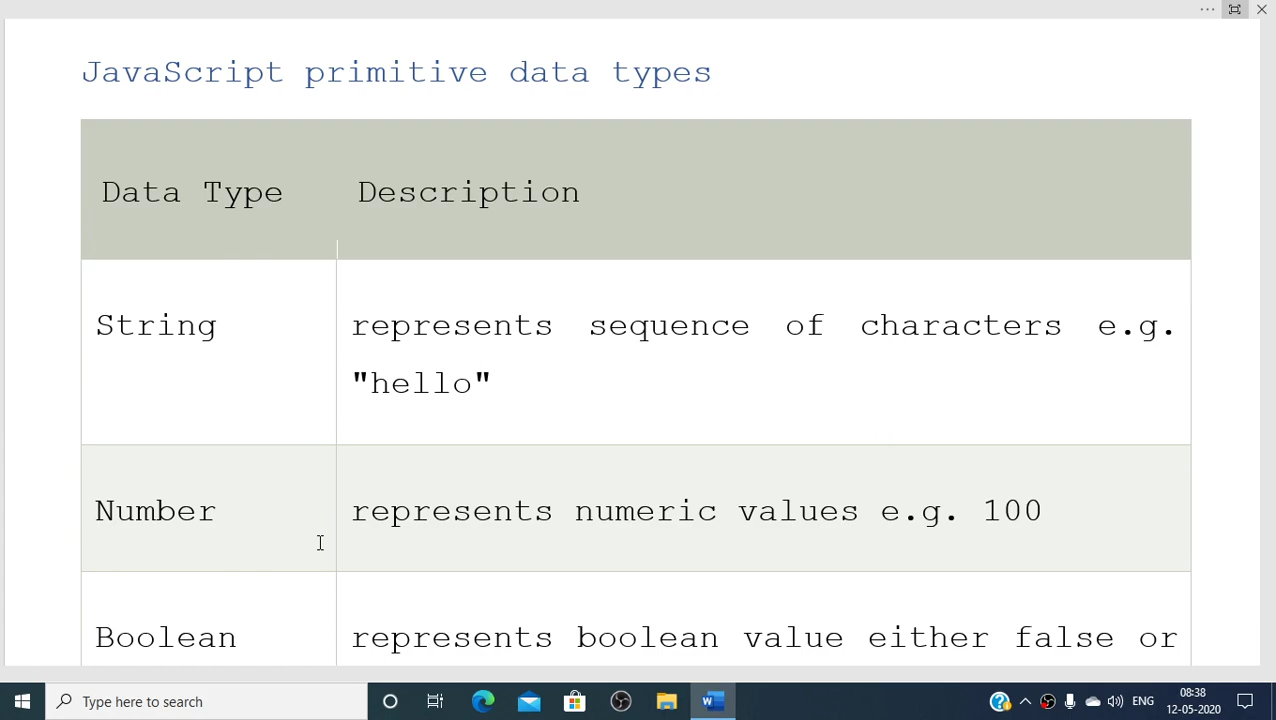 JavaScript primitive data types
Data Type Description
String represents sequence of characters e.g.
"hello"
Number represents numeric values e.g. 100
Boolean represents boolean value either false or
Type here to search
ENG
08:38
12-05-2020